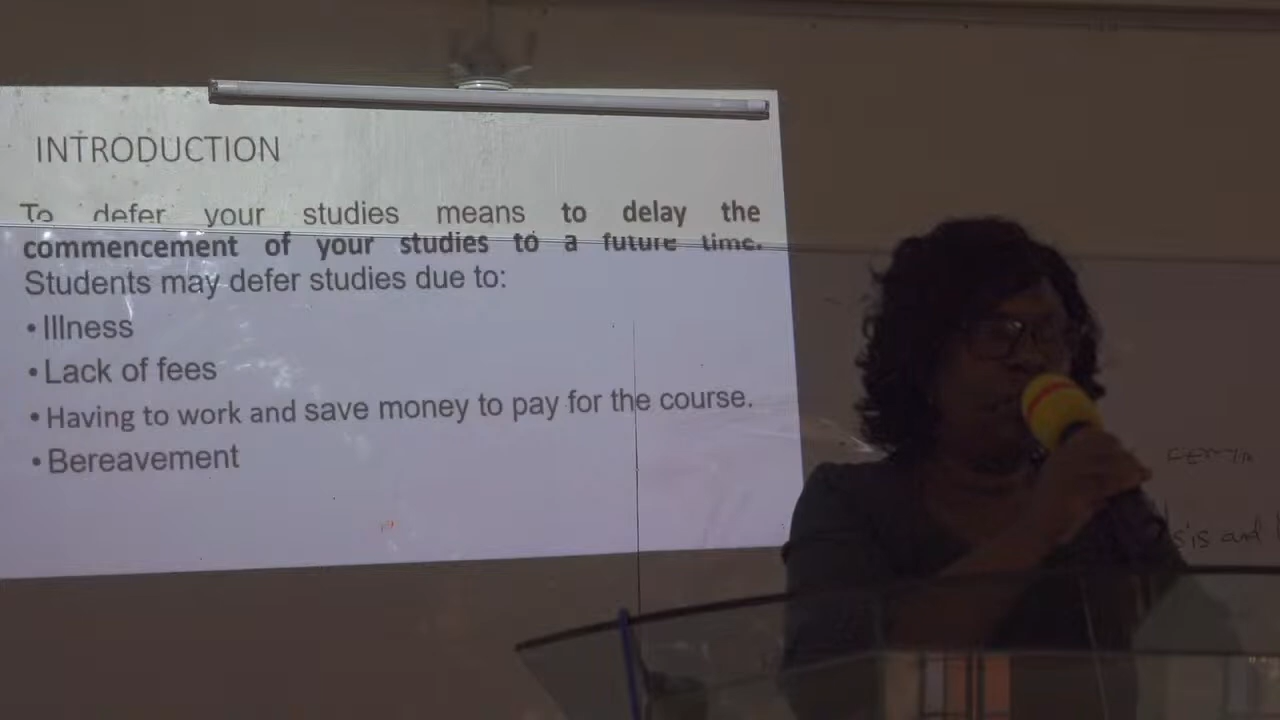 INTRODUCTION
To defer your studies means to delay the
commencement of your studies to a future time.
Students may defer studies due to:
• Illness
• Lack of fees
• Having to work and save money to pay for the course.
• Bereavement
sis and